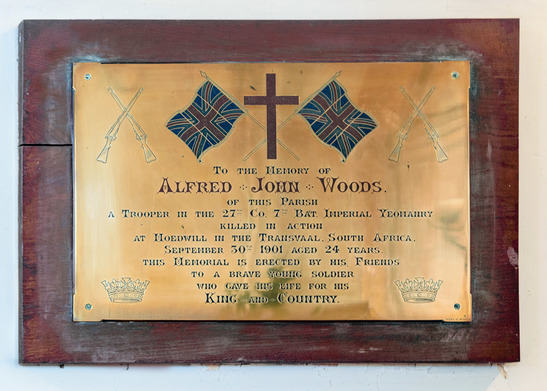 To the Memory of
Alfred John Woods.
of this Parish
A Trooper in the 27th Co. 7th Bat. Imperial Yeomanry
killed in action
at Moedwill in the Transvaal, South Africa,
September 30th 1901 aged 24 years.
This Memorial is erected by his Friends
to a brave young soldier
who gave his life for his
King and Country.